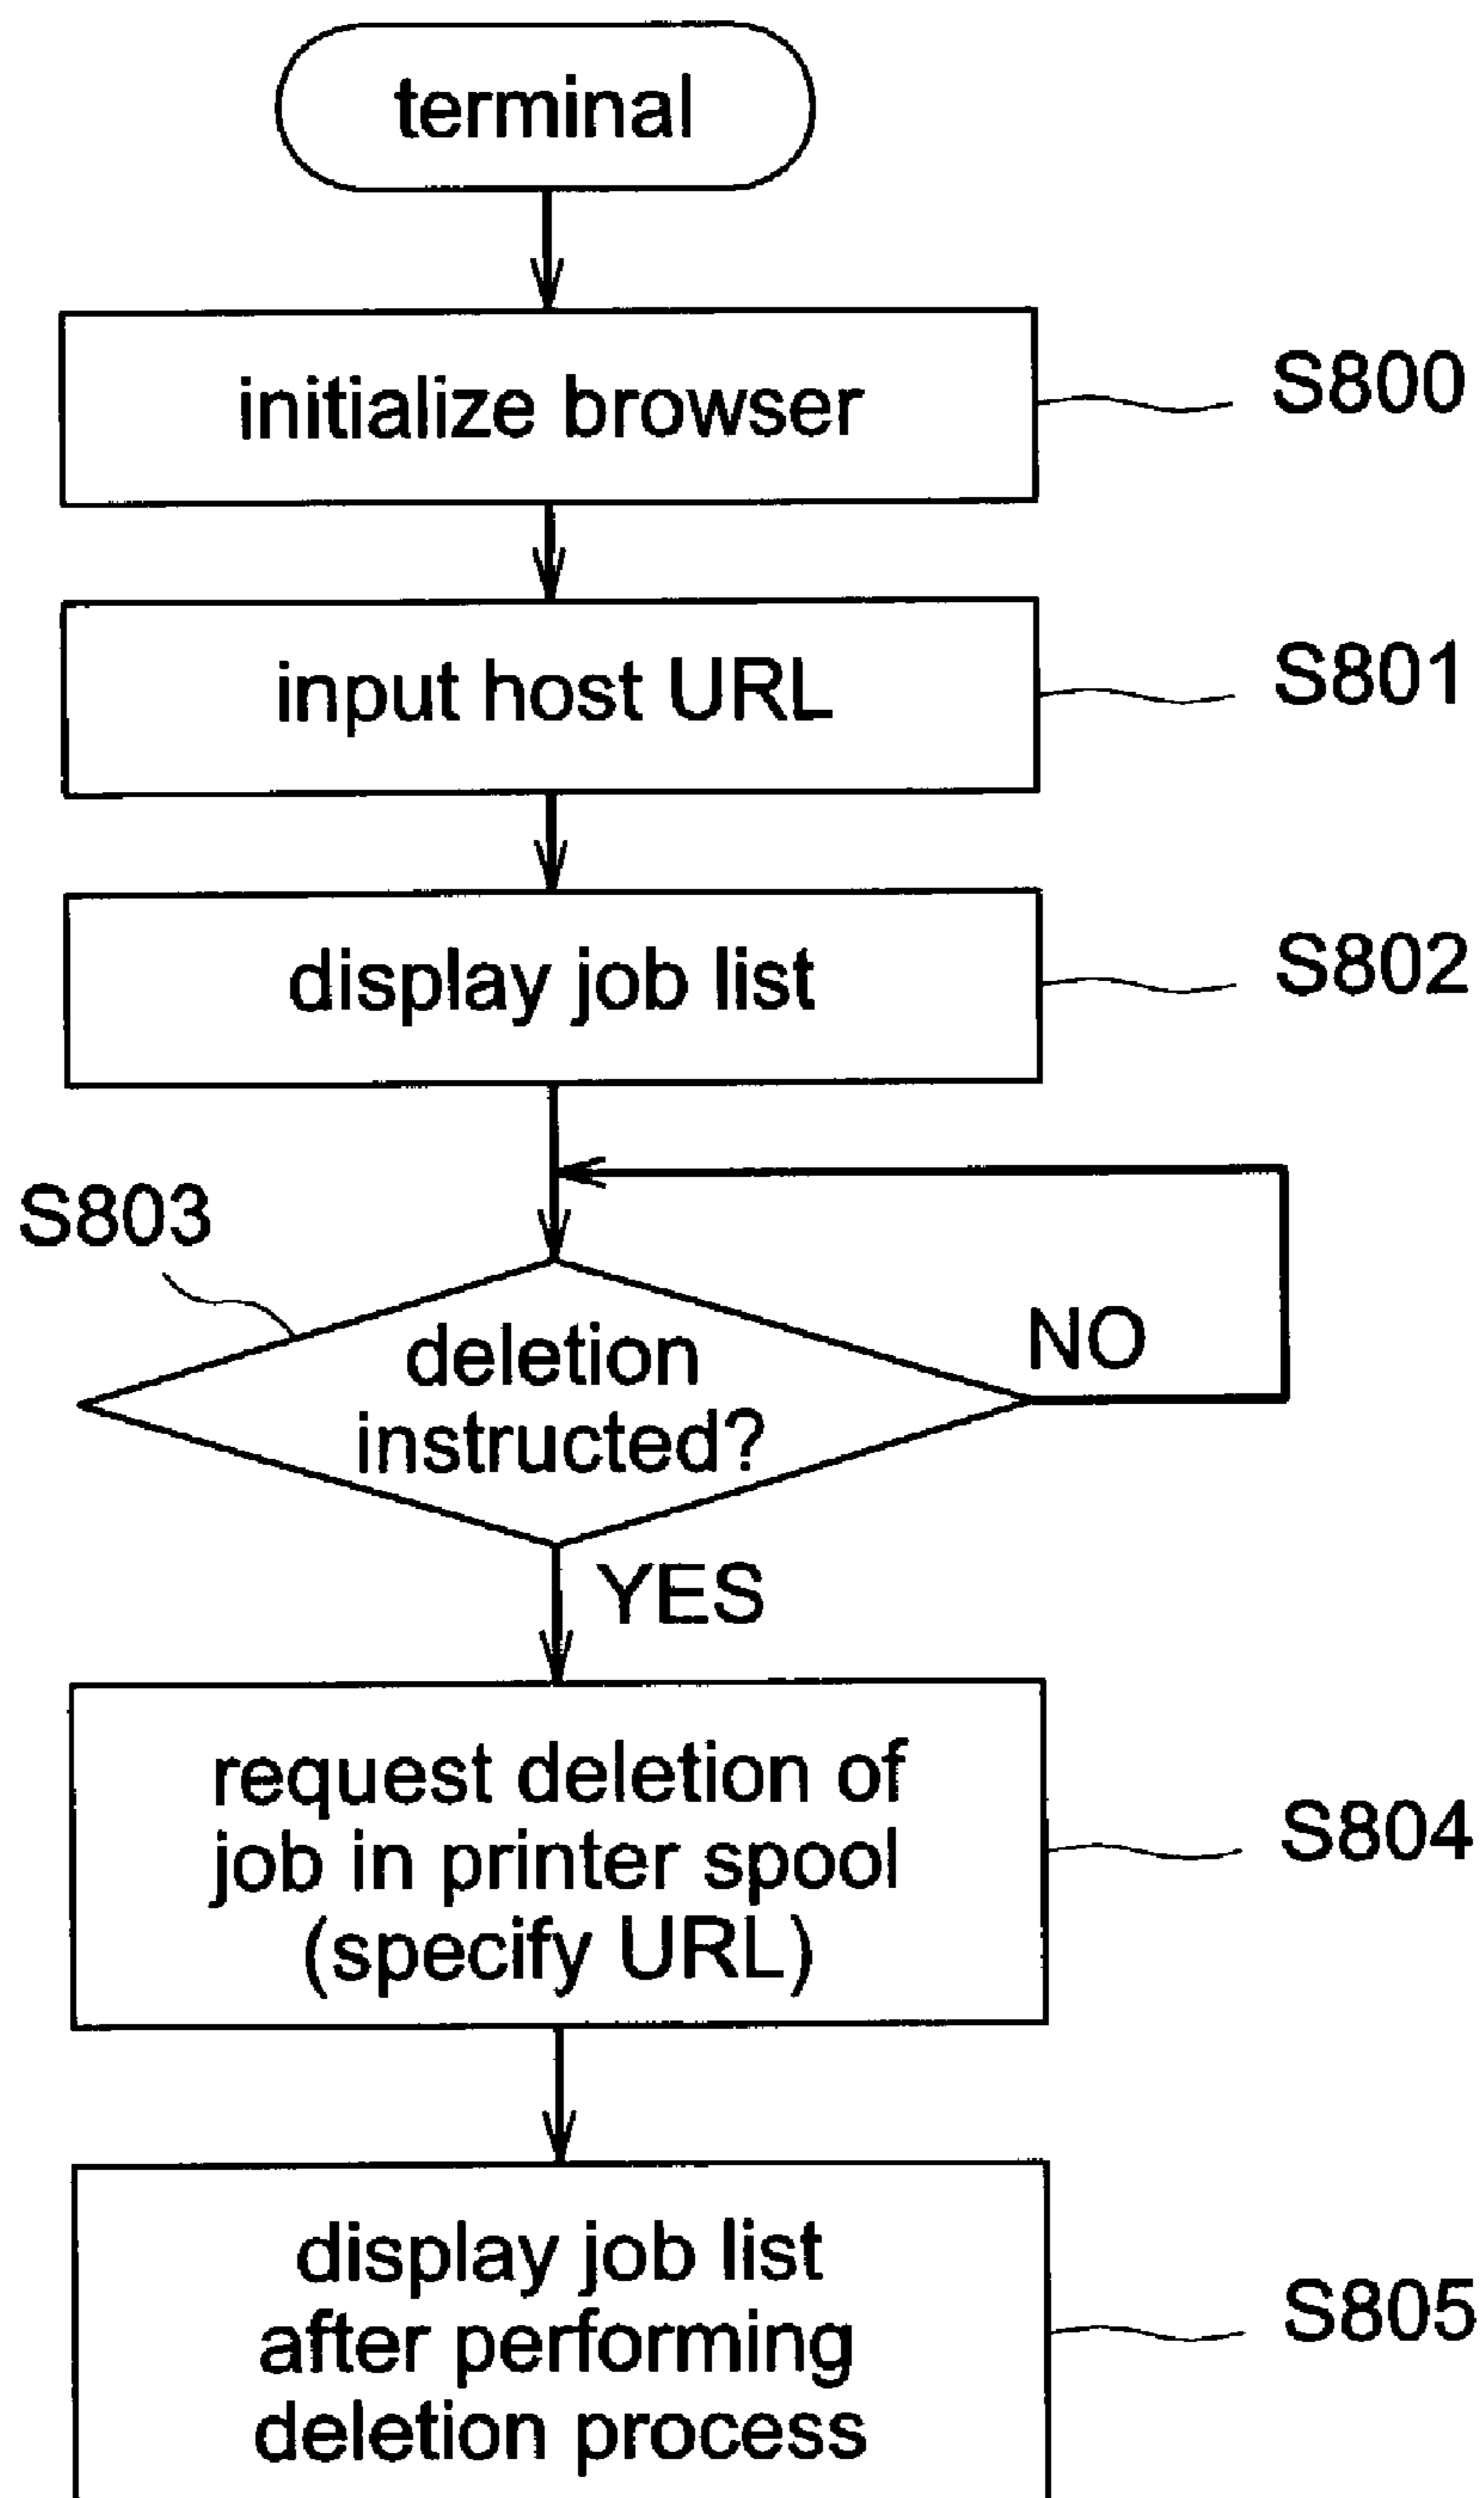 terminal
initialize browser
S800
input host URL
S801
display job list
S802
S803
deletion
instructed?
NO
YES
request deletion of
job in printer spool
(specify URL)
S804
display job list
after performing
deletion process
S805